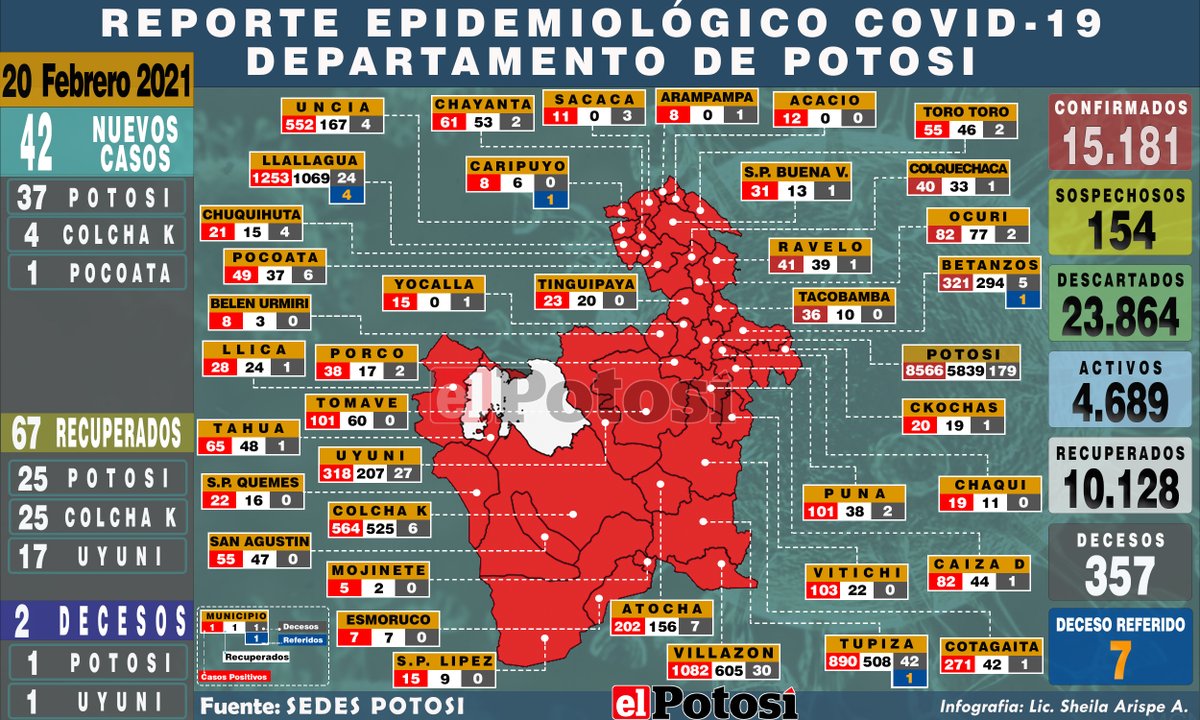 REPORTE EPIDEMIOLÓGICO COVID-19
DEPARTAMENTO DE POTOSI
20 Febrero 2021
42 NUEVOS CASOS
37 POTOSI
4 COLCHA K
1 POCOATA
67 RECUPERADOS
25 POTOSI
25 COLCHA K
17 UYUNI
2 DECESOS
1 POTOSI
1 UYUNI
UNCIA
552 167 4
CHAYANTA
61 53 2
SACACA
11 0 3
ARAMPAMPA
8 0 1
ACACIO
12 0 0
TORO TORO
55 46 2
LLALLAGUA
1253 1069 24
4
CARIPUYO
8 6 0
1
S.P. BUENA V.
31 13 1
COLQUECHACA
40 33 1
CHUQUIHUTA
21 15 4
OCURI
82 77 2
POCOATA
49 37 6
RAVELO
41 39 1
YOCALLA
15 0 1
TINGUIPAYA
23 20 0
BETANZOS
321 294 5
1
BELEN URMIRI
8 3 0
TACOBAMBA
36 10 0
LLICA
28 24 1
PORCO
38 17 2
POTOSI
8566 5839 179
el Potosí
TOMAVE
101 60 0
CKOCHAS
20 19 1
TAHUA
65 48 1
UYUNI
318 207 27
S.P. QUEMES
22 16 0
PUNA
101 38 2
CHAQUI
19 11 0
COLCHA K
564 525 6
SAN AGUSTIN
55 47 0
MOJINETE
5 2 0
VITICHI
103 22 0
CAIZA D
82 44 1
ESMORUCO
7 7 0
ATOCHA
202 156 7
S.P. LIPEZ
15 9 0
VILLAZON
1082 605 30
TUPIZA
890 508 42
1
COTAGAITA
271 42 1
MUNICIPIO
1 1 1 Decesos
1 Referidos
Recuperados
Casos Positivos
CONFIRMADOS
15.181
SOSPECHOSOS
154
DESCARTADOS
23.864
ACTIVOS
4.689
RECUPERADOS
10.128
DECESOS
357
DECESO REFERIDO
7
Fuente: SEDES POTOSI
el Potosí
Infografia: Lic. Sheila Arispe A.